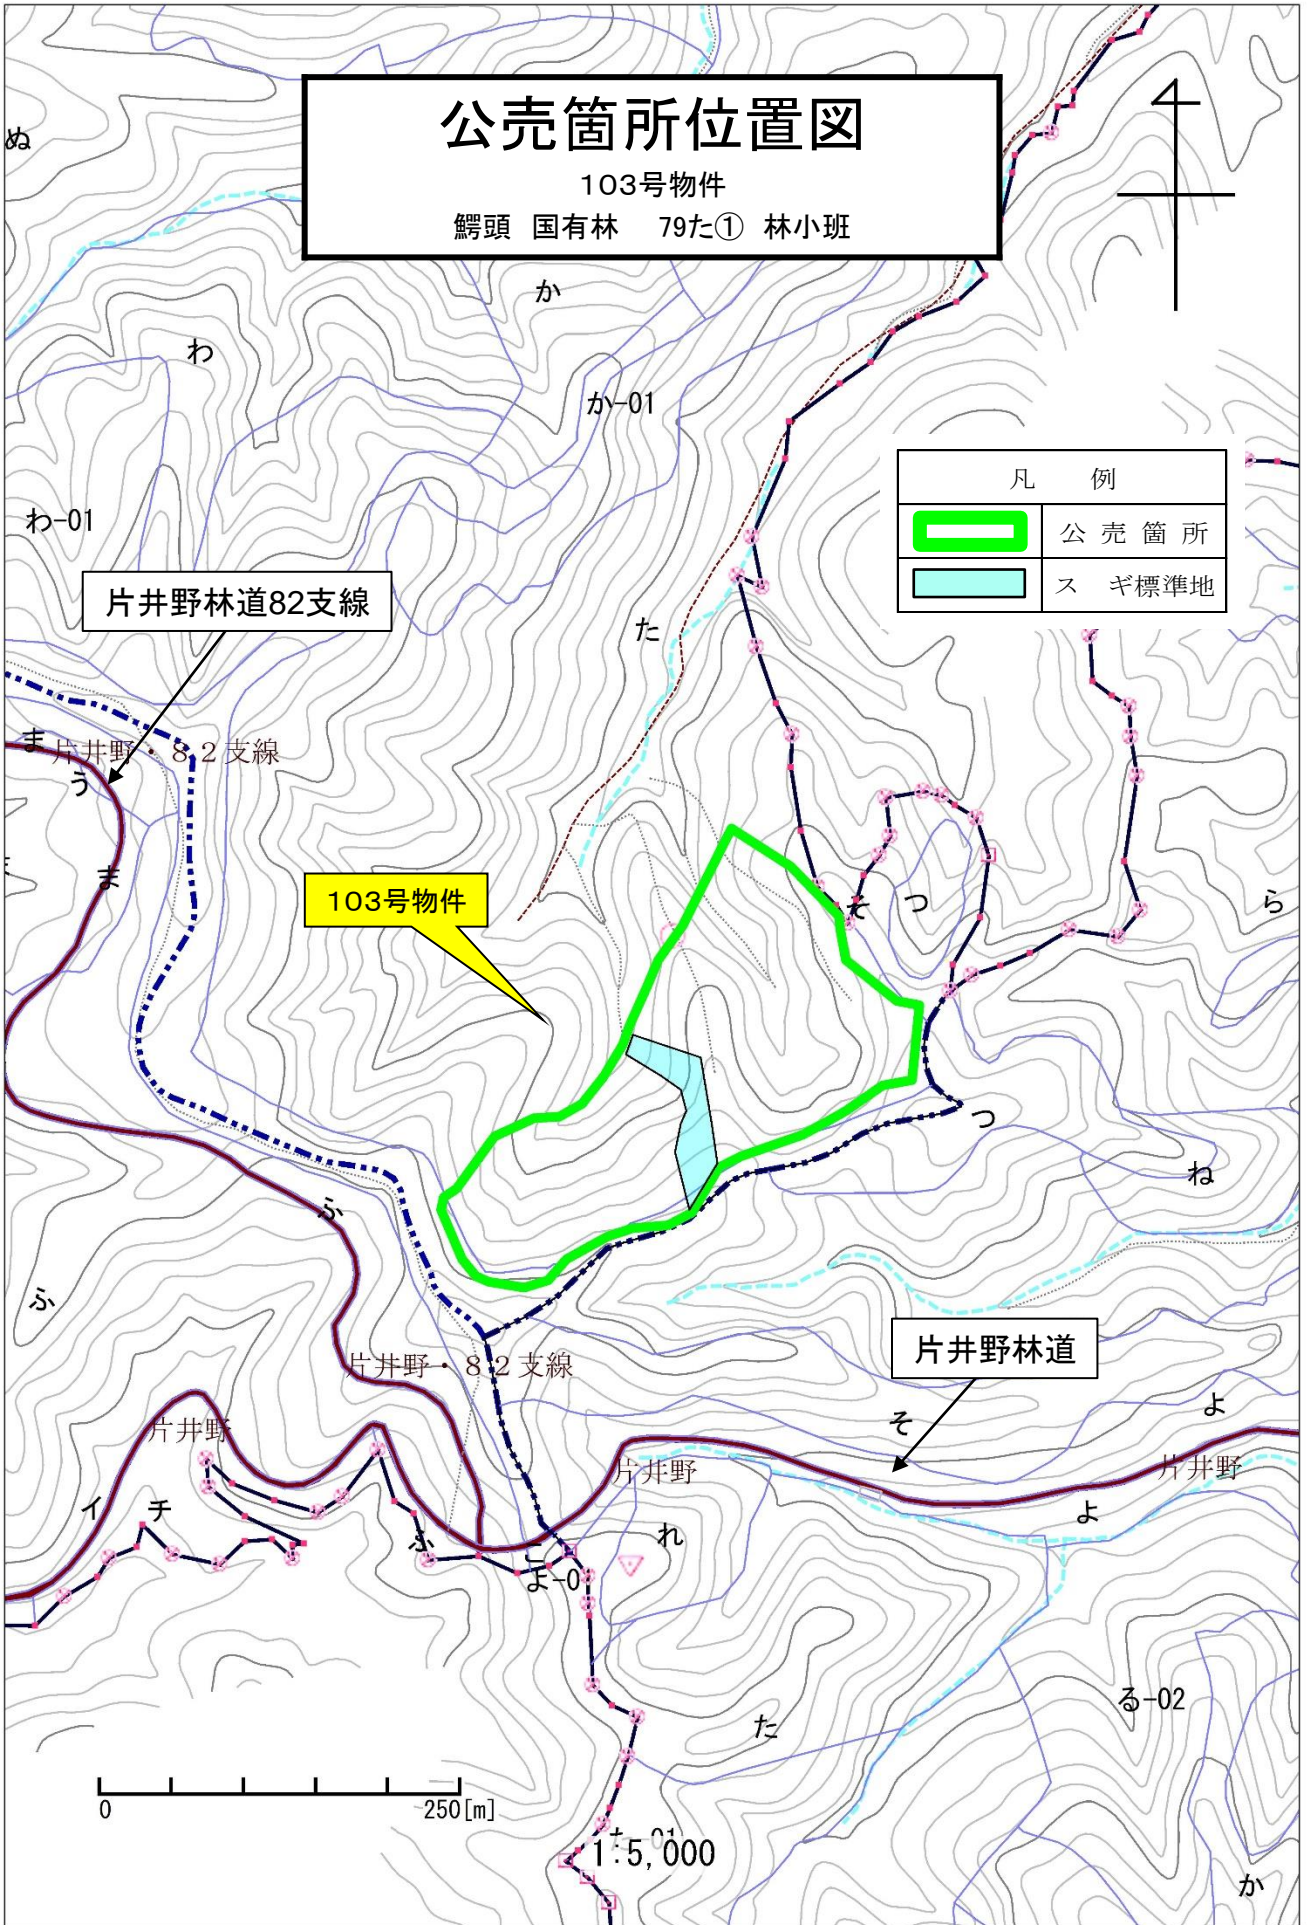 公売箇所位置図
103号物件
鰐頭 国有林 79た① 林小班
ぬ
か
わ
か-01
わ-01
凡 例
公 売 箇 所
ス ギ標準地
片井野林道82支線
た
ま
片井野・82支線
う
ま
103号物件
そ
つ
ら
つ
ね
ふ
ふ
片井野林道
片井野・82支線
そ
よ
片井野
片井野
片井野
イ
チ
ふ
こ
れ
よ
よ-0
る-02
た
0
250[m]
た-01
1:5,000
か